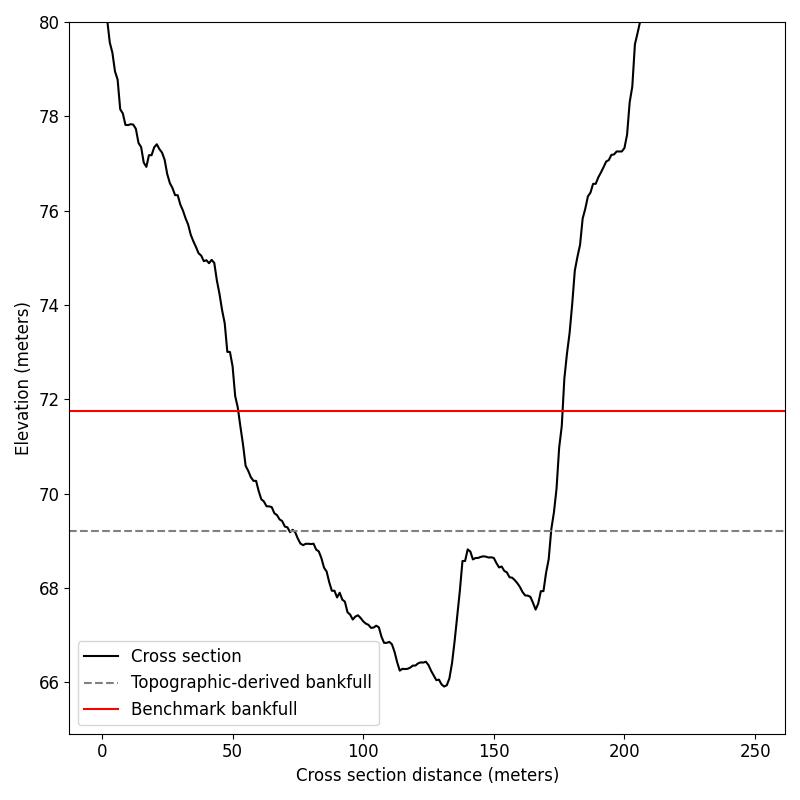 80
78
76
74
72
70
68
66
Elevation (meters)
Cross section
Topographic-derived bankfull
Benchmark bankfull
0 50 100 150 200 250
Cross section distance (meters)